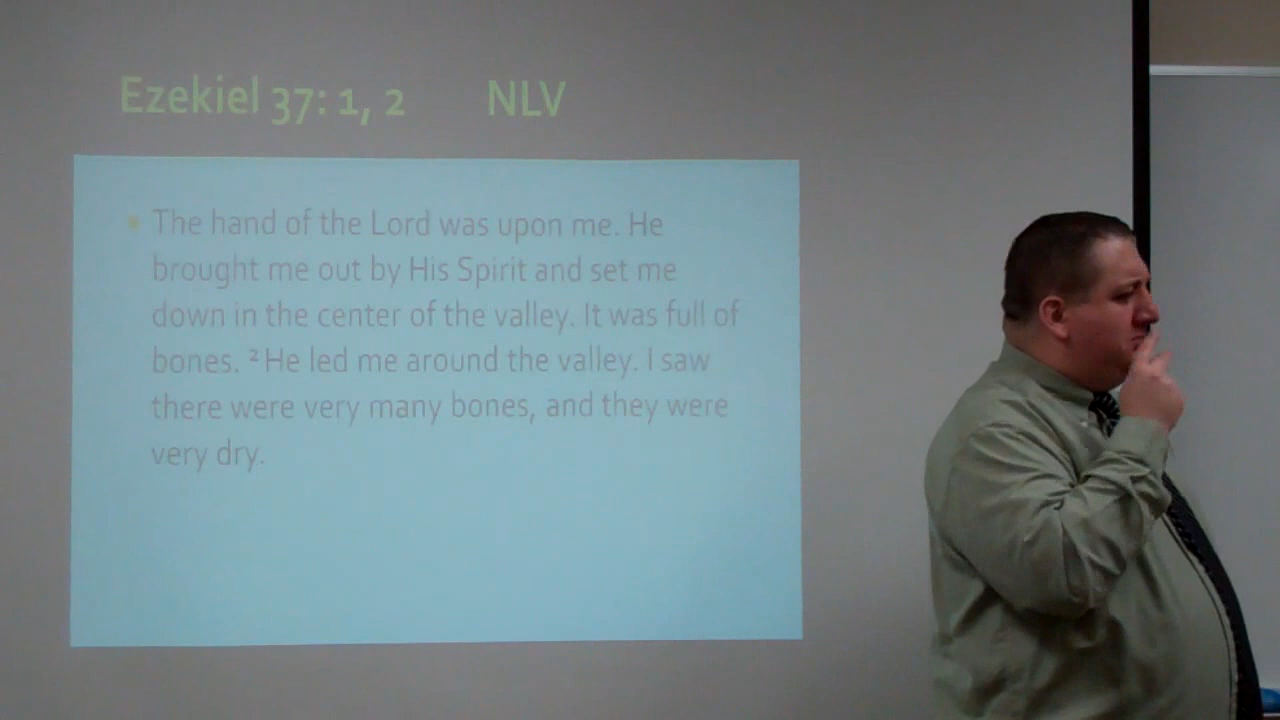 Ezekiel 37: 1, 2 NLV
The hand of the Lord was upon me. He
brought me out by His Spirit and set me
down in the center of the valley. It was full of
bones. ² He led me around the valley. I saw
there were very many bones, and they were
very dry.